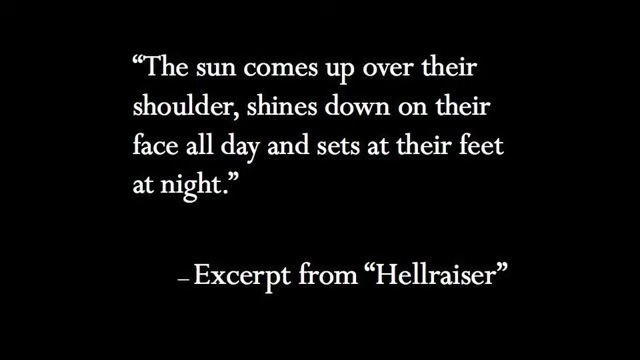 “The sun comes up over their
shoulder, shines down on their
face all day and sets at their feet
at night.”
– Excerpt from “Hellraiser”